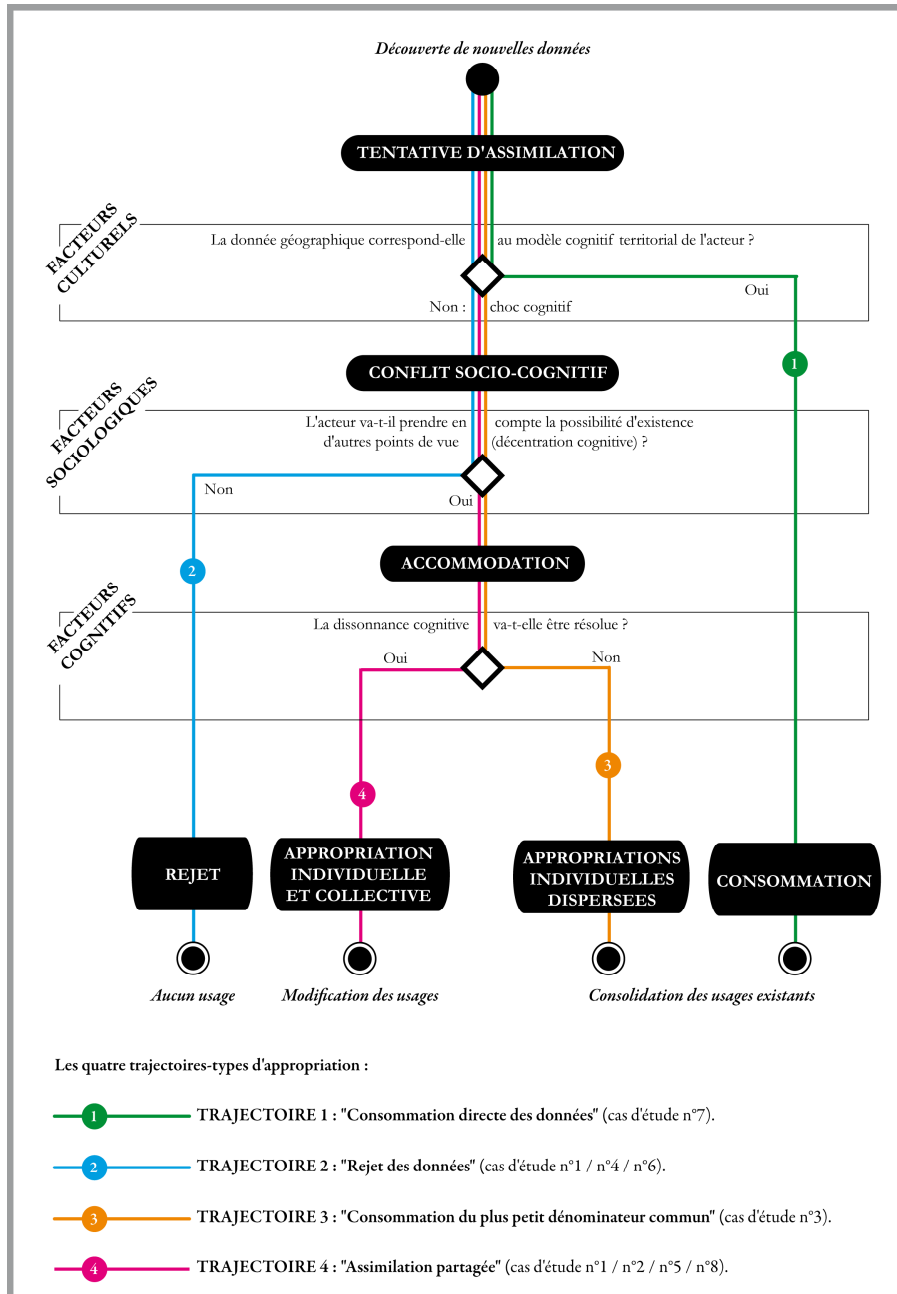 Découverte de nouvelles données
TENTATIVE D'ASSIMILATION
FACTEURS
CULTURELS
La donnée géographique correspond-elle au modèle cognitif territorial de l'acteur ?
Oui
Non : choc cognitif
1
CONFLIT SOCIO-COGNITIF
FACTEURS
SOCIOLOGIQUES
L'acteur va-t-il prendre en compte la possibilité d'existence
d'autres points de vue (décentration cognitive) ?
Non
Oui
2
ACCOMMODATION
FACTEURS
COGNITIFS
La dissonnance cognitive va-t-elle être résolue ?
Oui
Non
3
4
REJET
APPROPRIATION
INDIVIDUELLE
ET COLLECTIVE
APPROPRIATIONS
INDIVIDUELLES
DISPERSEES
CONSOMMATION
Aucun usage
Modification des usages
Consolidation des usages existants
Les quatre trajectoires-types d'appropriation :
1 TRAJECTOIRE 1 : "Consommation directe des données" (cas d'étude n°7).
2 TRAJECTOIRE 2 : "Rejet des données" (cas d'étude n°1 / n°4 / n°6).
3 TRAJECTOIRE 3 : "Consommation du plus petit dénominateur commun" (cas d'étude n°3).
4 TRAJECTOIRE 4 : "Assimilation partagée" (cas d'étude n°1 / n°2 / n°5 / n°8).